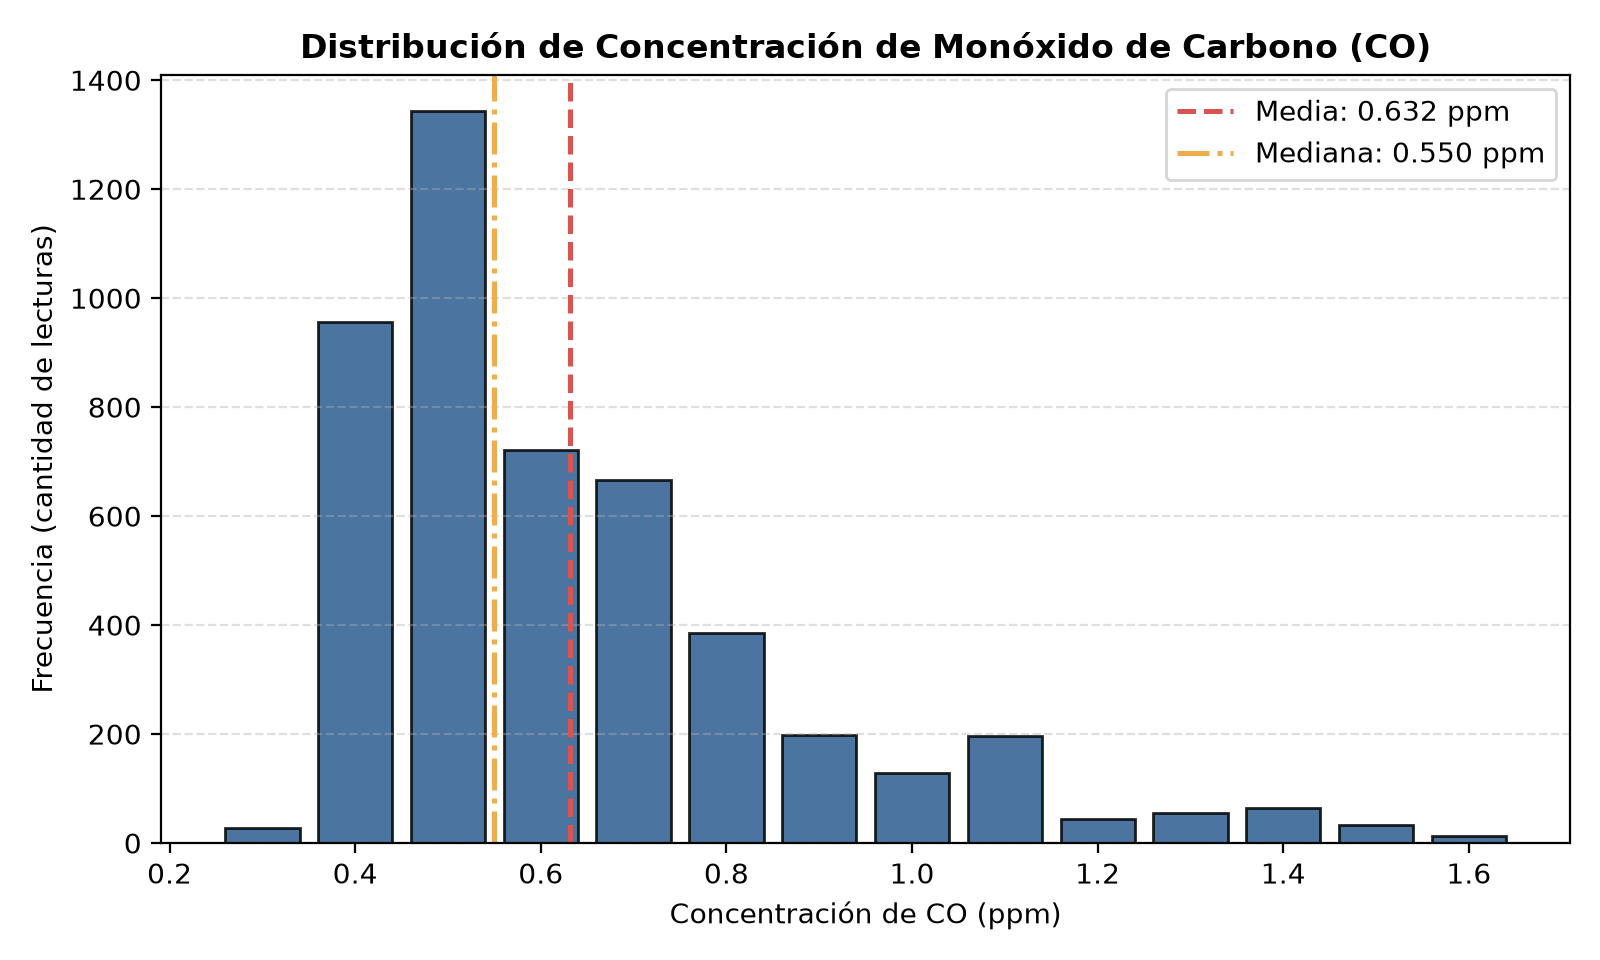 Distribución de Concentración de Monóxido de Carbono (CO)
Media: 0.632 ppm
Mediana: 0.550 ppm
Frecuencia (cantidad de lecturas)
1400
1200
1000
800
600
400
200
0
0.2 0.4 0.6 0.8 1.0 1.2 1.4 1.6
Concentración de CO (ppm)